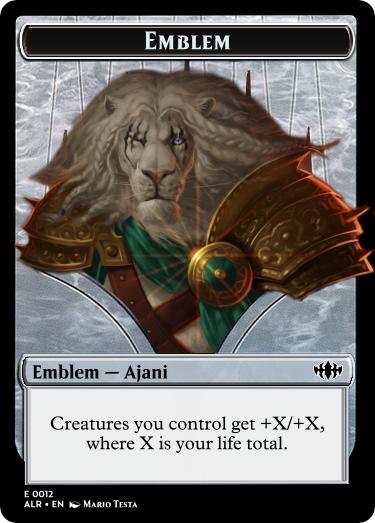 EMBLEM
Emblem — Ajani
Creatures you control get +X/+X,
where X is your life total.
E 0012
ALR • EN MARIO TESTA